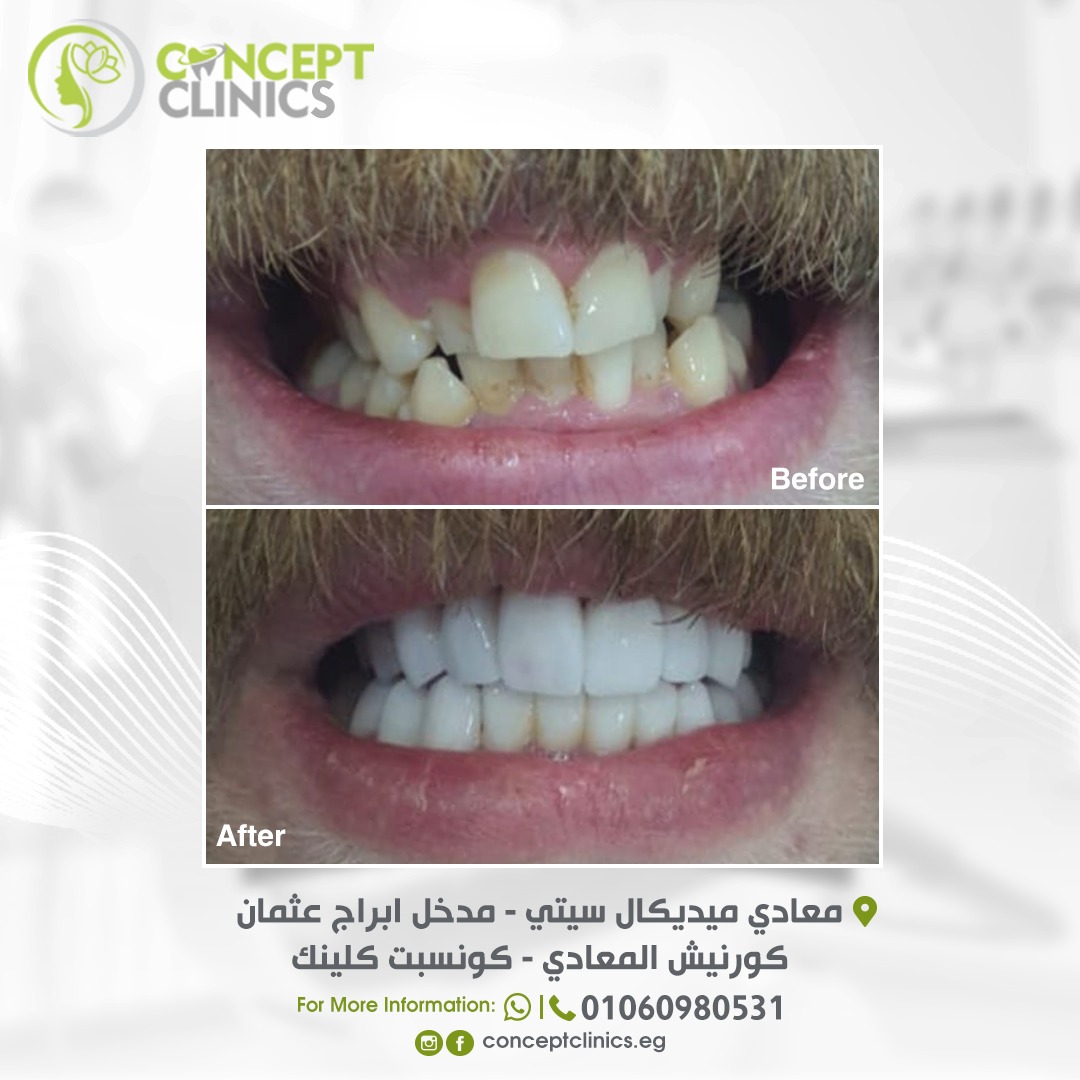 CONCEPT
CLINICS
Before
After
معادي ميديكال سيتي - مدخل ابراج عثمان
كورنيش المعادي - كونسبت كلينك
For More Information: | 01060980531
conceptclinics.eg